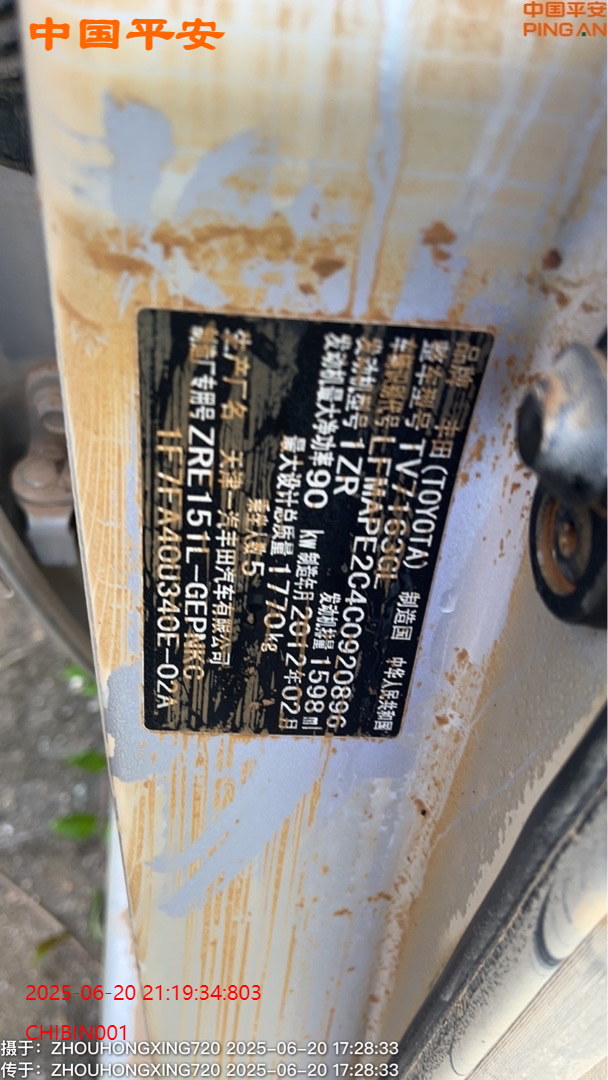 中国平安
中国平安
PING AN
品牌 丰田(TOYOTA) 制造国 中华人民共和国
整车型号 TV7163GL
车辆识别代号 LFMAPE2C4C0920896
发动机型号 1ZR 发动机排量 1598 ml
发动机最大净功率 90 kw 制造年月 2012年02月
最大设计总质量 1770kg
乘坐人数 5
生产厂名 天津一汽丰田汽车有限公司
制造厂专用号 ZRE151L-GEPNKC
1F7FA40U340E-02A
2025-06-20 21:19:34:803
CHIBIN001
摄于: ZHOUHONGXING720 2025-06-20 17:28:33
传于: ZHOUHONGXING720 2025-06-20 17:28:33